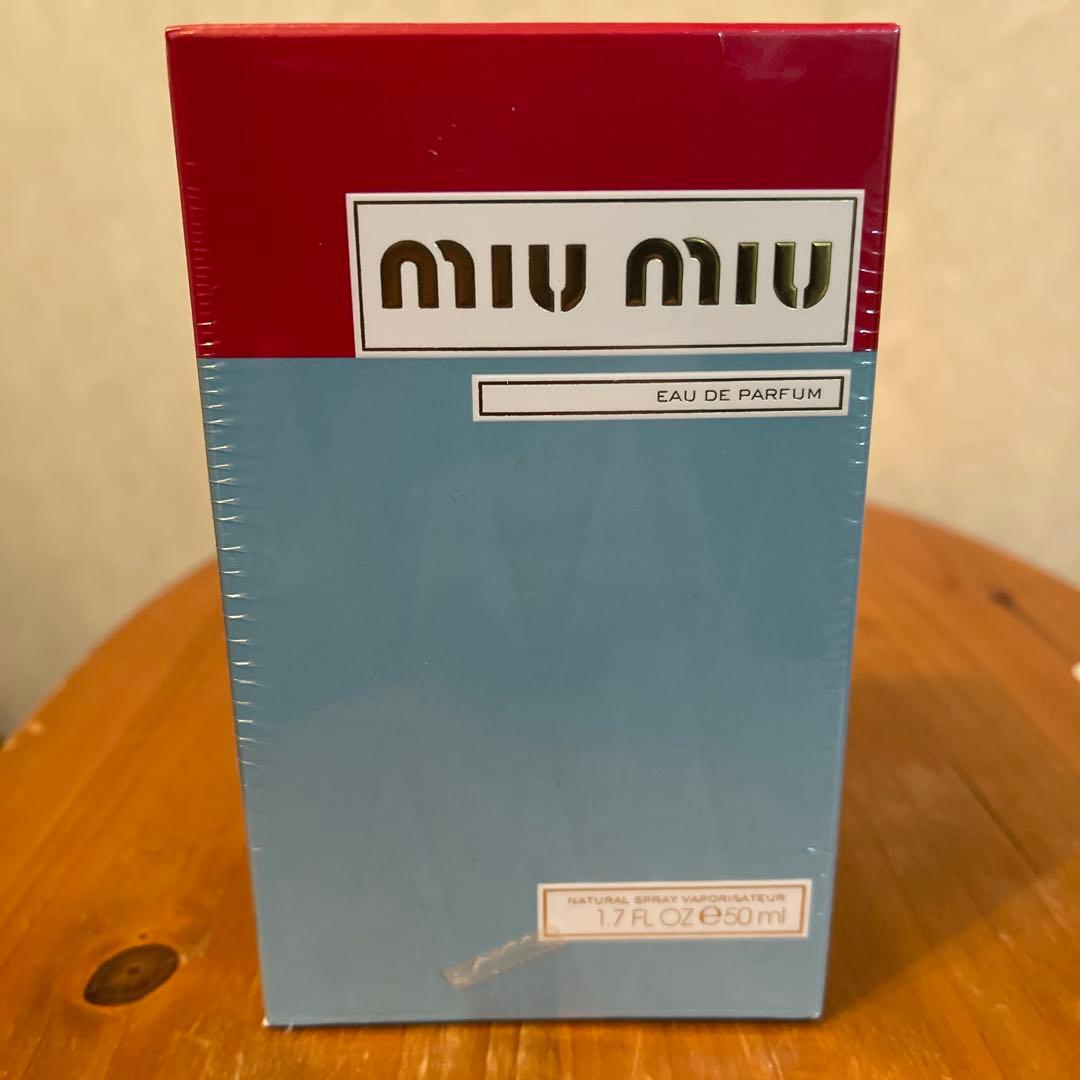 miu miu
EAU DE PARFUM
NATURAL SPRAY VAPORISATEUR
1.7 FL OZ ℮50 ml